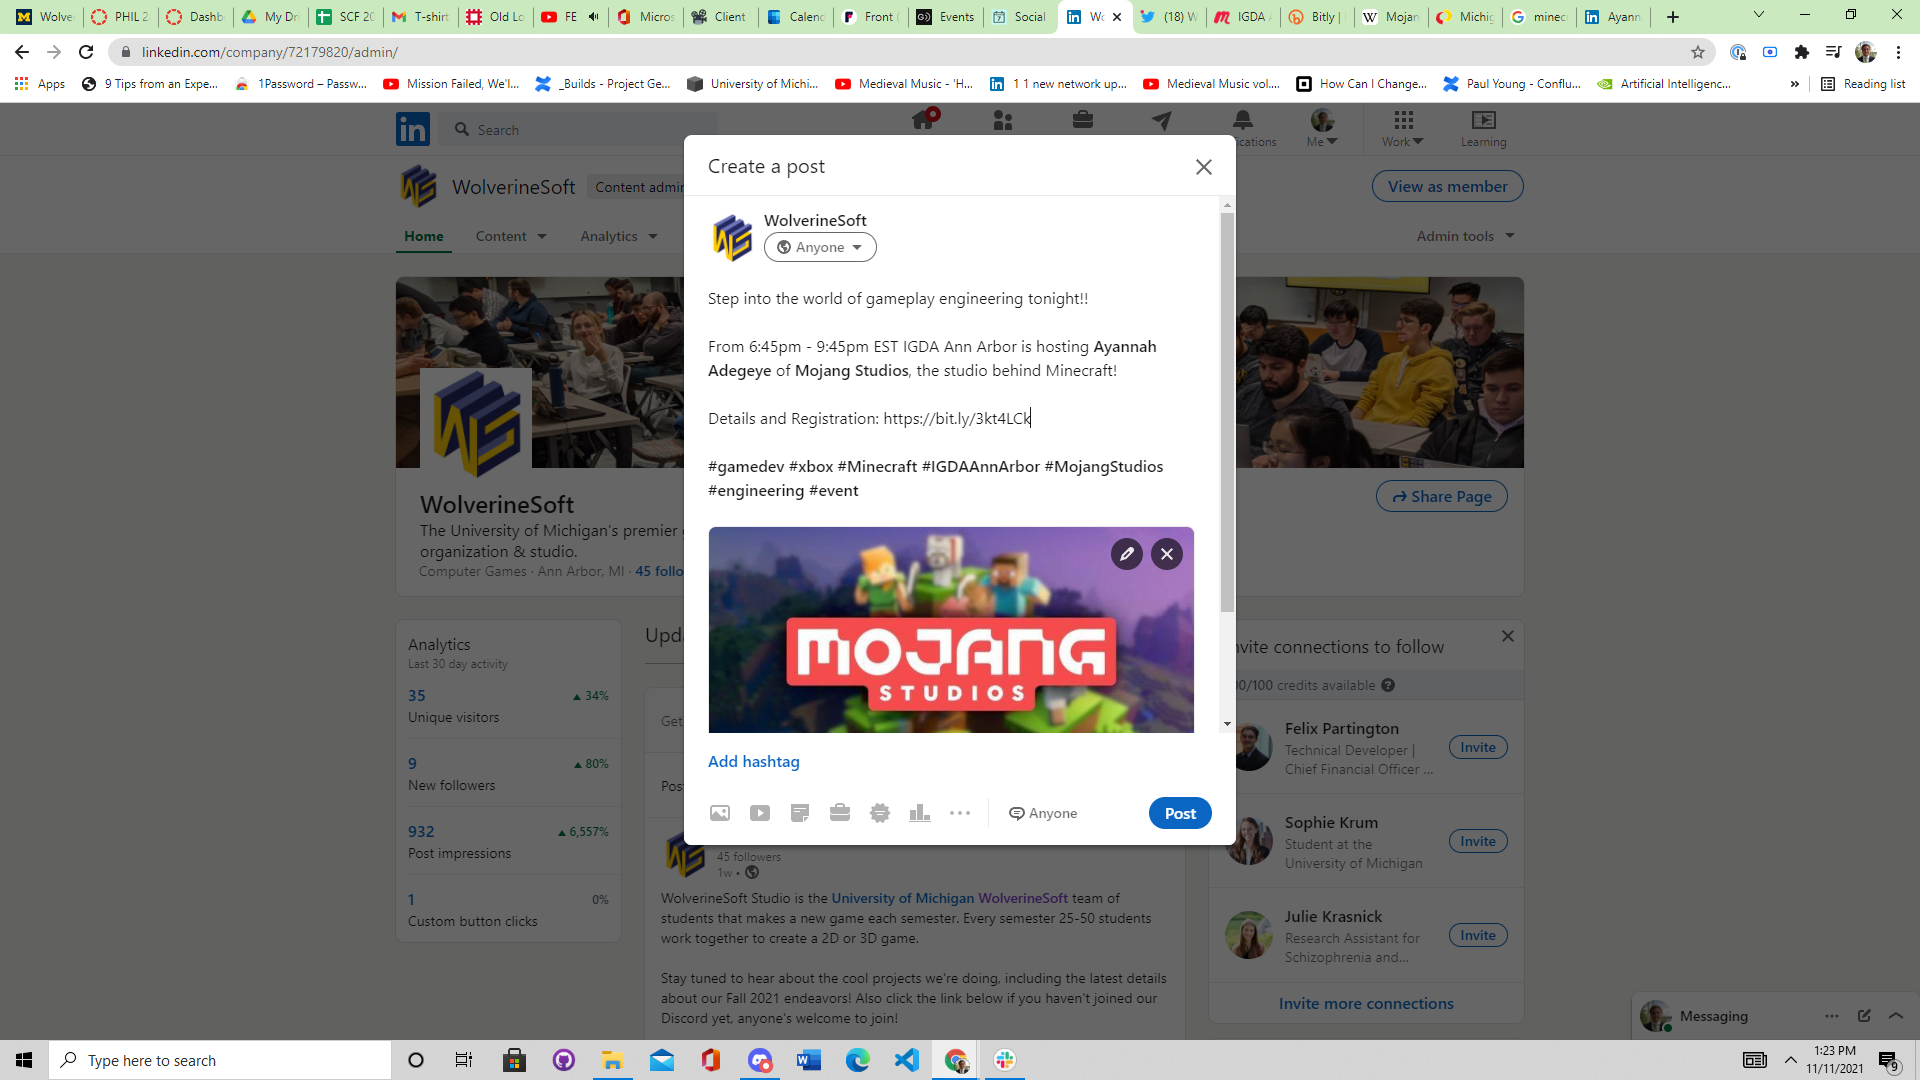 Wolver
PHIL 2
Dashb
My Dr
SCF 20
T-shirt
Old Lo
FE
Micros
Client
Calend
Front (
Events
Social
Wo
(18) W
IGDA
Bitly |
Mojan
Michig
minec
Ayann
linkedin.com/company/72179820/admin/
Apps
9 Tips from an Expe...
1Password – Passw...
Mission Failed, We'l...
_Builds - Project Ge...
University of Michi...
Medieval Music - 'H...
1 1 new network up...
Medieval Music vol....
How Can I Change...
Paul Young - Conflu...
Artificial Intelligenc...
»
Reading list
Search
ications
Me
Work
Learning
WolverineSoft
Content admin
View as member
Home
Content
Analytics
Admin tools
Create a post
WolverineSoft
Anyone
Step into the world of gameplay engineering tonight!!
From 6:45pm - 9:45pm EST IGDA Ann Arbor is hosting Ayannah
Adegeye of Mojang Studios, the studio behind Minecraft!
Details and Registration: https://bit.ly/3kt4LCk
#gamedev #xbox #Minecraft #IGDAAnnArbor #MojangStudios
#engineering #event
MOJANG
STUDIOS
Add hashtag
Anyone
Post
WolverineSoft
The University of Michigan's premier
organization & studio.
Computer Games · Ann Arbor, MI · 45 follo
Share Page
Analytics
Last 30 day activity
35
34%
Unique visitors
9
80%
New followers
932
6,557%
Post impressions
1
0%
Custom button clicks
Upda
Get
Post
45 followers
1w •
WolverineSoft Studio is the University of Michigan WolverineSoft team of
students that makes a new game each semester. Every semester 25-50 students
work together to create a 2D or 3D game.
Stay tuned to hear about the cool projects we're doing, including the latest details
about our Fall 2021 endeavors! Also click the link below if you haven't joined our
Discord yet, anyone's welcome to join!
nvite connections to follow
00/100 credits available
Felix Partington
Technical Developer |
Chief Financial Officer ...
Invite
Sophie Krum
Student at the
University of Michigan
Invite
Julie Krasnick
Research Assistant for
Schizophrenia and...
Invite
Invite more connections
Messaging
Type here to search
1:23 PM
11/11/2021
9